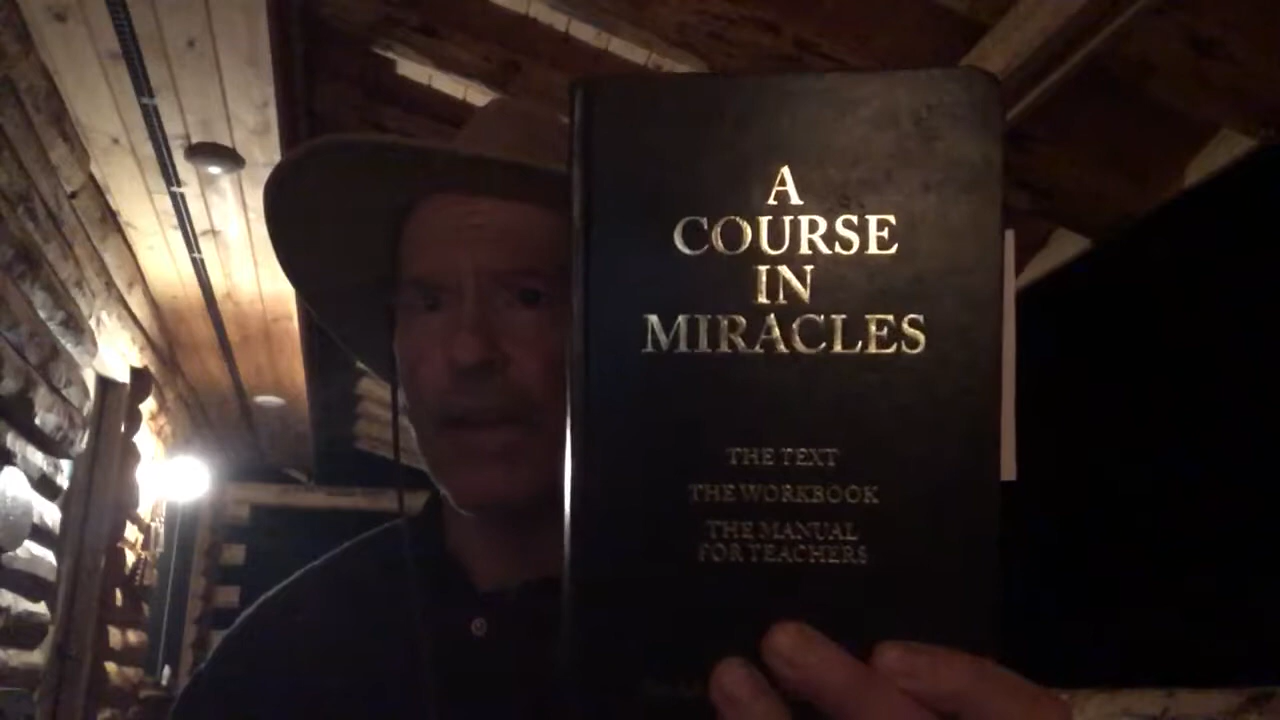 A
COURSE
IN
MIRACLES
THE TEXT
THE WORKBOOK
THE MANUAL
FOR TEACHERS